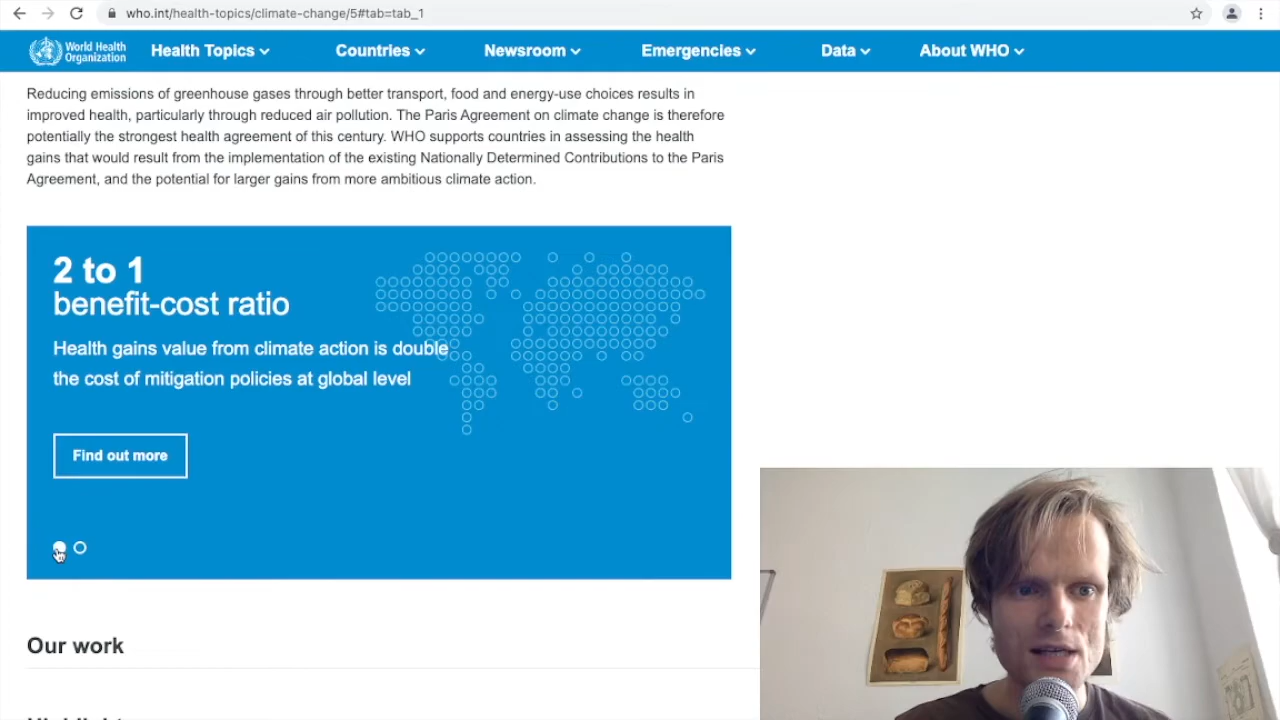 who.int/health-topics/climate-change/5#tab=tab_1
World Health
Organization
Health Topics
Countries
Newsroom
Emergencies
Data
About WHO
Reducing emissions of greenhouse gases through better transport, food and energy-use choices results in
improved health, particularly through reduced air pollution. The Paris Agreement on climate change is therefore
potentially the strongest health agreement of this century. WHO supports countries in assessing the health
gains that would result from the implementation of the existing Nationally Determined Contributions to the Paris
Agreement, and the potential for larger gains from more ambitious climate action.
2 to 1
benefit-cost ratio
Health gains value from climate action is double
the cost of mitigation policies at global level
Find out more
Our work